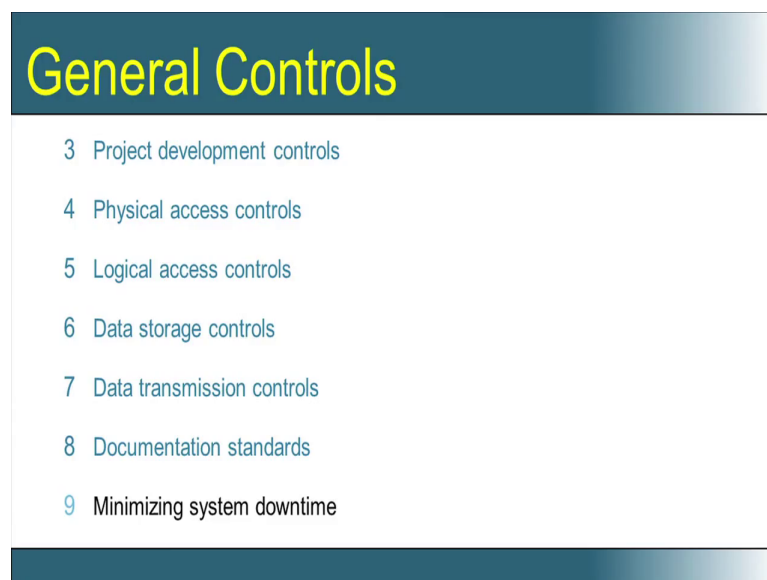 General Controls
3 Project development controls
4 Physical access controls
5 Logical access controls
6 Data storage controls
7 Data transmission controls
8 Documentation standards
9 Minimizing system downtime